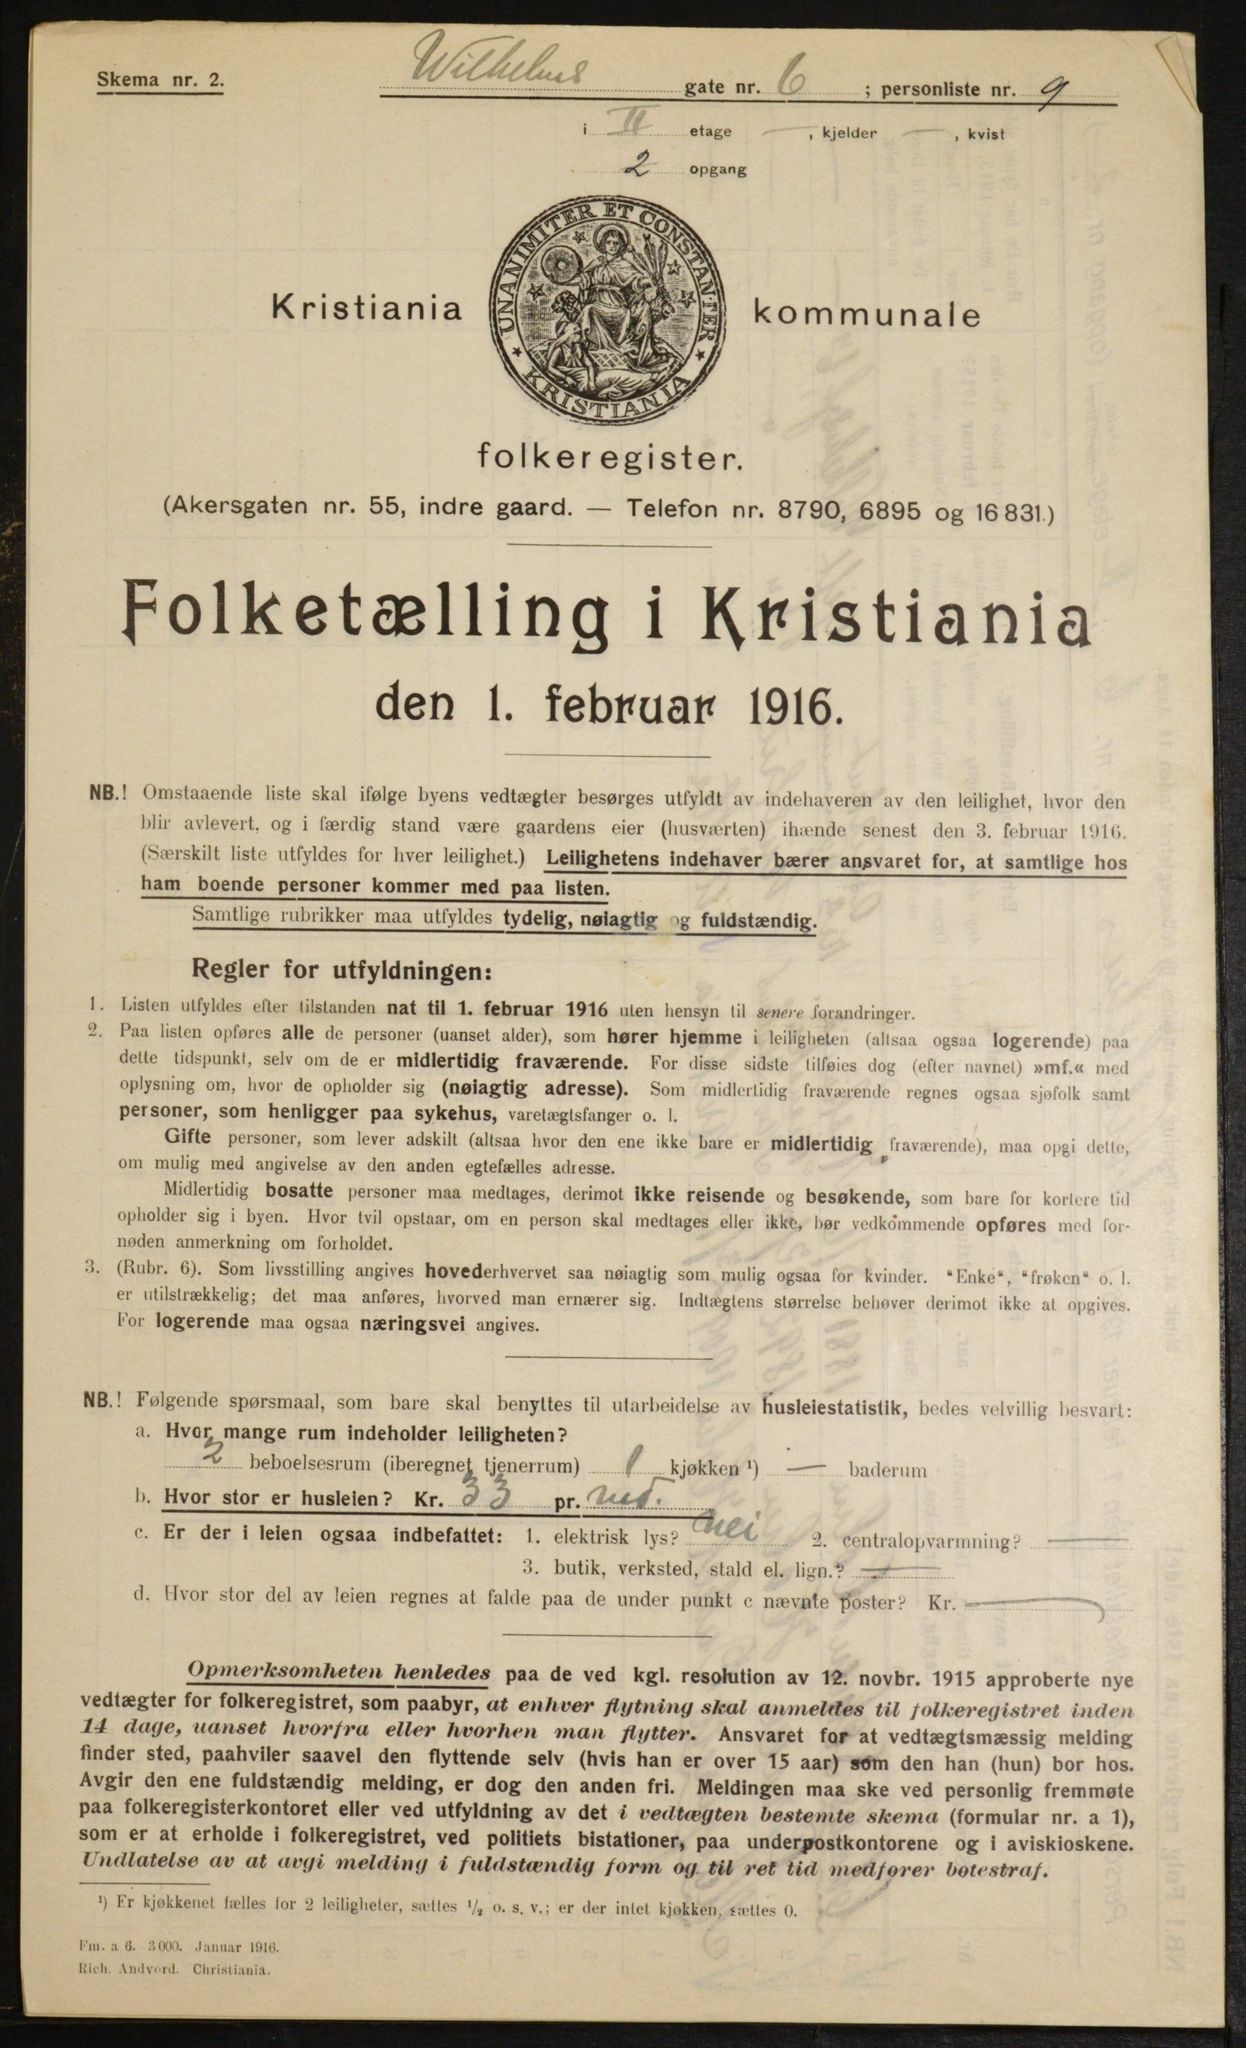 Skema nr. 2.
Wilhelms gate nr. 6 ; personliste nr. 9
i II etage — , kjelder — , kvist
2 opgang
UNANIMITER ET CONSTANTER
KRISTIANIA
Kristiania kommunale
folkeregister.
(Akersgaten nr. 55, indre gaard. — Telefon nr. 8790, 6895 og 16 831.)
Folketælling i Kristiania
den 1. februar 1916.
NB.! Omstaaende liste skal ifølge byens vedtægter besørges utfyldt av indehaveren av den leilighet, hvor den
blir avlevert, og i færdig stand være gaardens eier (husværten) ihænde senest den 3. februar 1916.
(Særskilt liste utfyldes for hver leilighet.) Leilighetens indehaver bærer ansvaret for, at samtlige hos
ham boende personer kommer med paa listen.
Samtlige rubrikker maa utfyldes tydelig, nøiagtig og fuldstændig.
Regler for utfyldningen:
1. Listen utfyldes efter tilstanden nat til 1. februar 1916 uten hensyn til senere forandringer.
2. Paa listen opføres alle de personer (uanset alder), som hører hjemme i leiligheten (altsaa ogsaa logerende) paa
dette tidspunkt, selv om de er midlertidig fraværende. For disse sidste tilføies dog (efter navnet) »mf.« med
oplysning om, hvor de opholder sig (nøiagtig adresse). Som midlertidig fraværende regnes ogsaa sjøfolk samt
personer, som henligger paa sykehus, varetægtsfanger o. l.
Gifte personer, som lever adskilt (altsaa hvor den ene ikke bare er midlertidig fraværende), maa opgi dette,
om mulig med angivelse av den anden egtefælles adresse.
Midlertidig bosatte personer maa medtages, derimot ikke reisende og besøkende, som bare for kortere tid
opholder sig i byen. Hvor tvil opstaar, om en person skal medtages eller ikke, bør vedkommende opføres med for-
nøden anmerkning om forholdet.
3. (Rubr. 6). Som livsstilling angives hovederhvervet saa nøiagtig som mulig ogsaa for kvinder. "Enke", "frøken" o. l.
er utilstrækkelig; det maa anføres, hvorved man ernærer sig. Indtægtens størrelse behøver derimot ikke at opgives.
For logerende maa ogsaa næringsvei angives.
NB.! Følgende spørsmaal, som bare skal benyttes til utarbeidelse av husleiestatistik, bedes velvillig besvart:
a. Hvor mange rum indeholder leiligheten?
2 beboelsesrum (iberegnet tjenerrum) 1 kjøkken ¹) — baderum
b. Hvor stor er husleien? Kr. 33 pr. md.
c. Er der i leien ogsaa indbefattet: 1. elektrisk lys? nei 2. centralopvarmning? —
3. butik, verksted, stald el. lign.? —
d. Hvor stor del av leien regnes at falde paa de under punkt c nævnte poster? Kr. —
Opmerksomheten henledes paa de ved kgl. resolution av 12. novbr. 1915 approberte nye
vedtægter for folkeregistret, som paabyr, at enhver flytning skal anmeldes til folkeregistret inden
14 dage, uanset hvorfra eller hvorhen man flytter. Ansvaret for at vedtægtsmæssig melding
finder sted, paahviler saavel den flyttende selv (hvis han er over 15 aar) som den han (hun) bor hos.
Avgir den ene fuldstændig melding, er dog den anden fri. Meldingen maa ske ved personlig fremmøte
paa folkeregisterkontoret eller ved utfyldning av det i vedtægten bestemte skema (formular nr. a 1),
som er at erholde i folkeregistret, ved politiets bistationer, paa underpostkontorene og i aviskioskene.
Undlatelse av at avgi melding i fuldstændig form og til ret tid medfører bøtestraf.
¹) Er kjøkkenet fælles for 2 leiligheter, sættes ½ o. s. v.; er der intet kjøkken, sættes 0.
Fm. a 6. 3000. Januar 1916.
Rich. Andvord. Christiania.